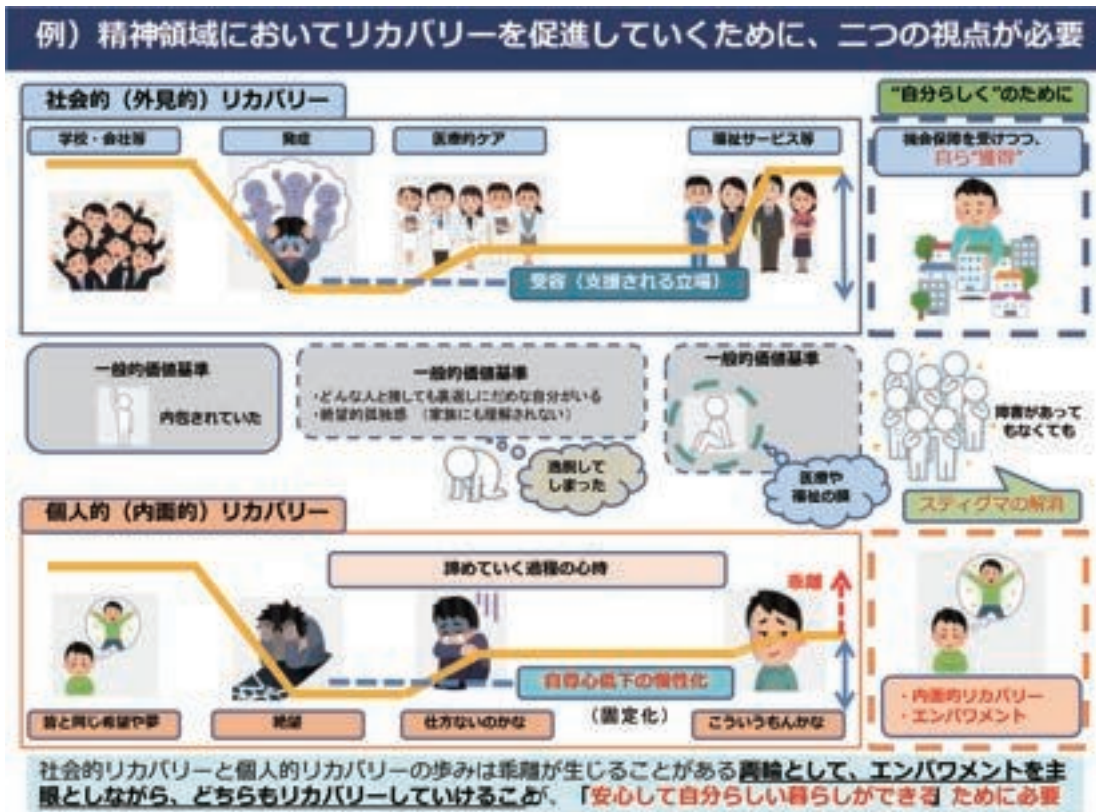 例）精神領域においてリカバリーを促進していくために、二つの視点が必要
社会的（外見的）リカバリー
"自分らしく"のために
学校・会社等
発症
医療的ケア
福祉サービス等
機会保障を受けつつ、
自ら"獲得"
受容（支援される立場）
一般的価値基準
内包されていた
一般的価値基準
・どんな人と接しても裏返しにだめな自分がいる
・絶望的孤独感　（家族にも理解されない）
逸脱して
しまった
一般的価値基準
医療や
福祉の膜
障害があって
もなくても
スティグマの解消
個人的（内面的）リカバリー
諦めていく過程の心持
乖離
自尊心低下の慢性化
（固定化）
皆と同じ希望や夢
絶望
仕方ないのかな
こういうもんかな
・内面的リカバリー
・エンパワメント
社会的リカバリーと個人的リカバリーの歩みは乖離が生じることがある両輪として、エンパワメントを主
眼としながら、どちらもリカバリーしていけることが、「安心して自分らしい暮らしができる」ために必要